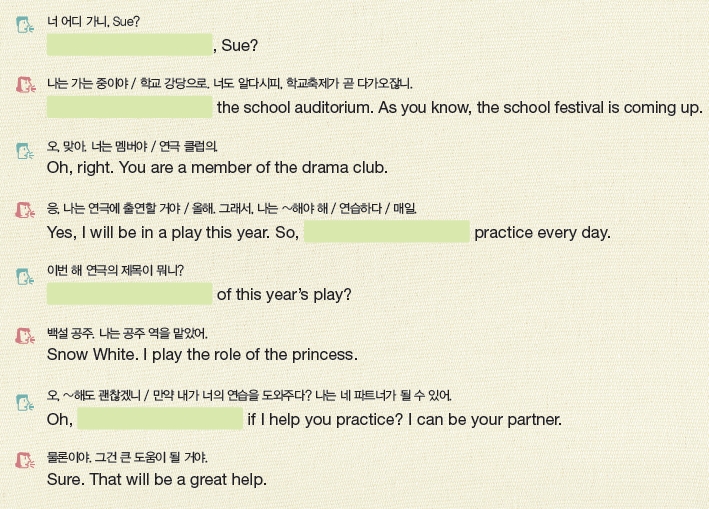 너 어디 가니, Sue?
, Sue?
나는 가는 중이야 / 학교 강당으로. 너도 알다시피, 학교축제가 곧 다가오잖니.
the school auditorium. As you know, the school festival is coming up.
오, 맞아. 너는 멤버야 / 연극 클럽의.
Oh, right. You are a member of the drama club.
응, 나는 연극에 출연할 거야 / 올해. 그래서, 나는 ~해야 해 / 연습하다 / 매일.
Yes, I will be in a play this year. So, practice every day.
이번 해 연극의 제목이 뭐니?
of this year's play?
백설 공주. 나는 공주 역을 맡았어.
Snow White. I play the role of the princess.
오, ~해도 괜찮겠니 / 만약 내가 너의 연습을 도와주다? 나는 네 파트너가 될 수 있어.
Oh, if I help you practice? I can be your partner.
물론이야. 그건 큰 도움이 될 거야.
Sure. That will be a great help.